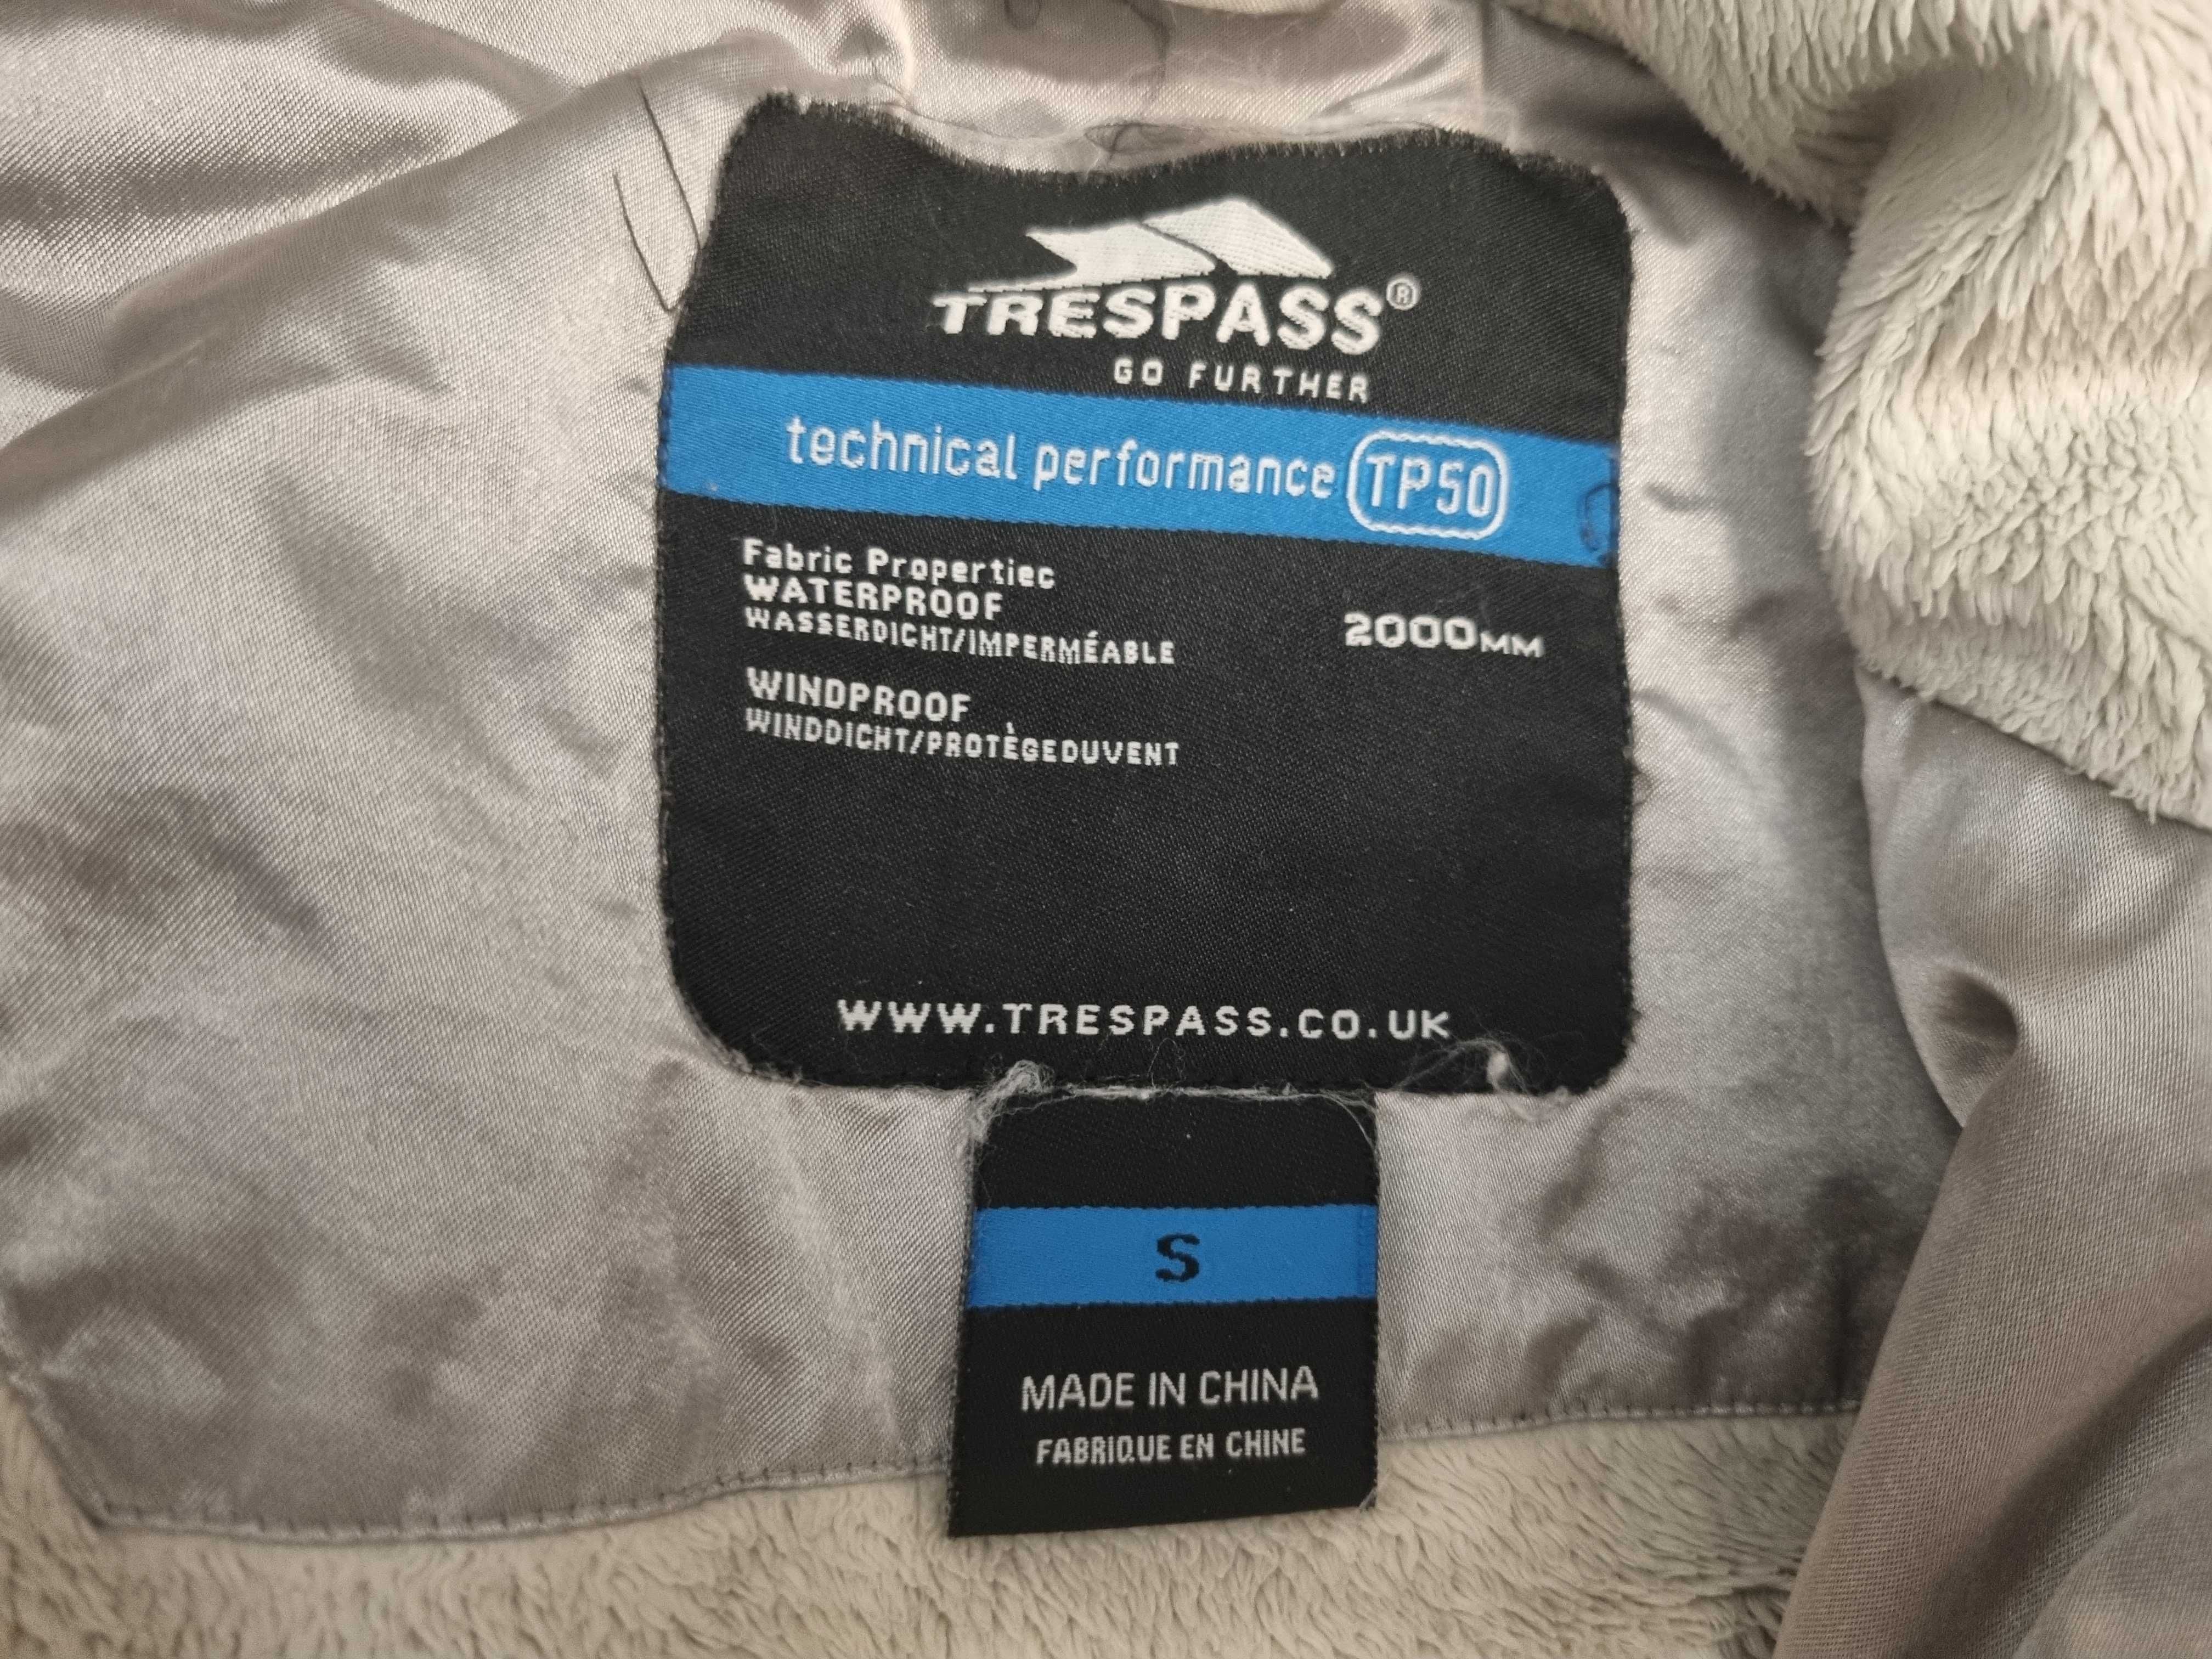 TRESPASS®
GO FURTHER
technical performance TP50
Fabric Propertiec
WATERPROOF 2000MM
WASSERDICHT/IMPERMÉABLE
WINDPROOF
WINDDICHT/PROTÈGEDUVENT
WWW.TRESPASS.CO.UK
S
MADE IN CHINA
FABRIQUE EN CHINE